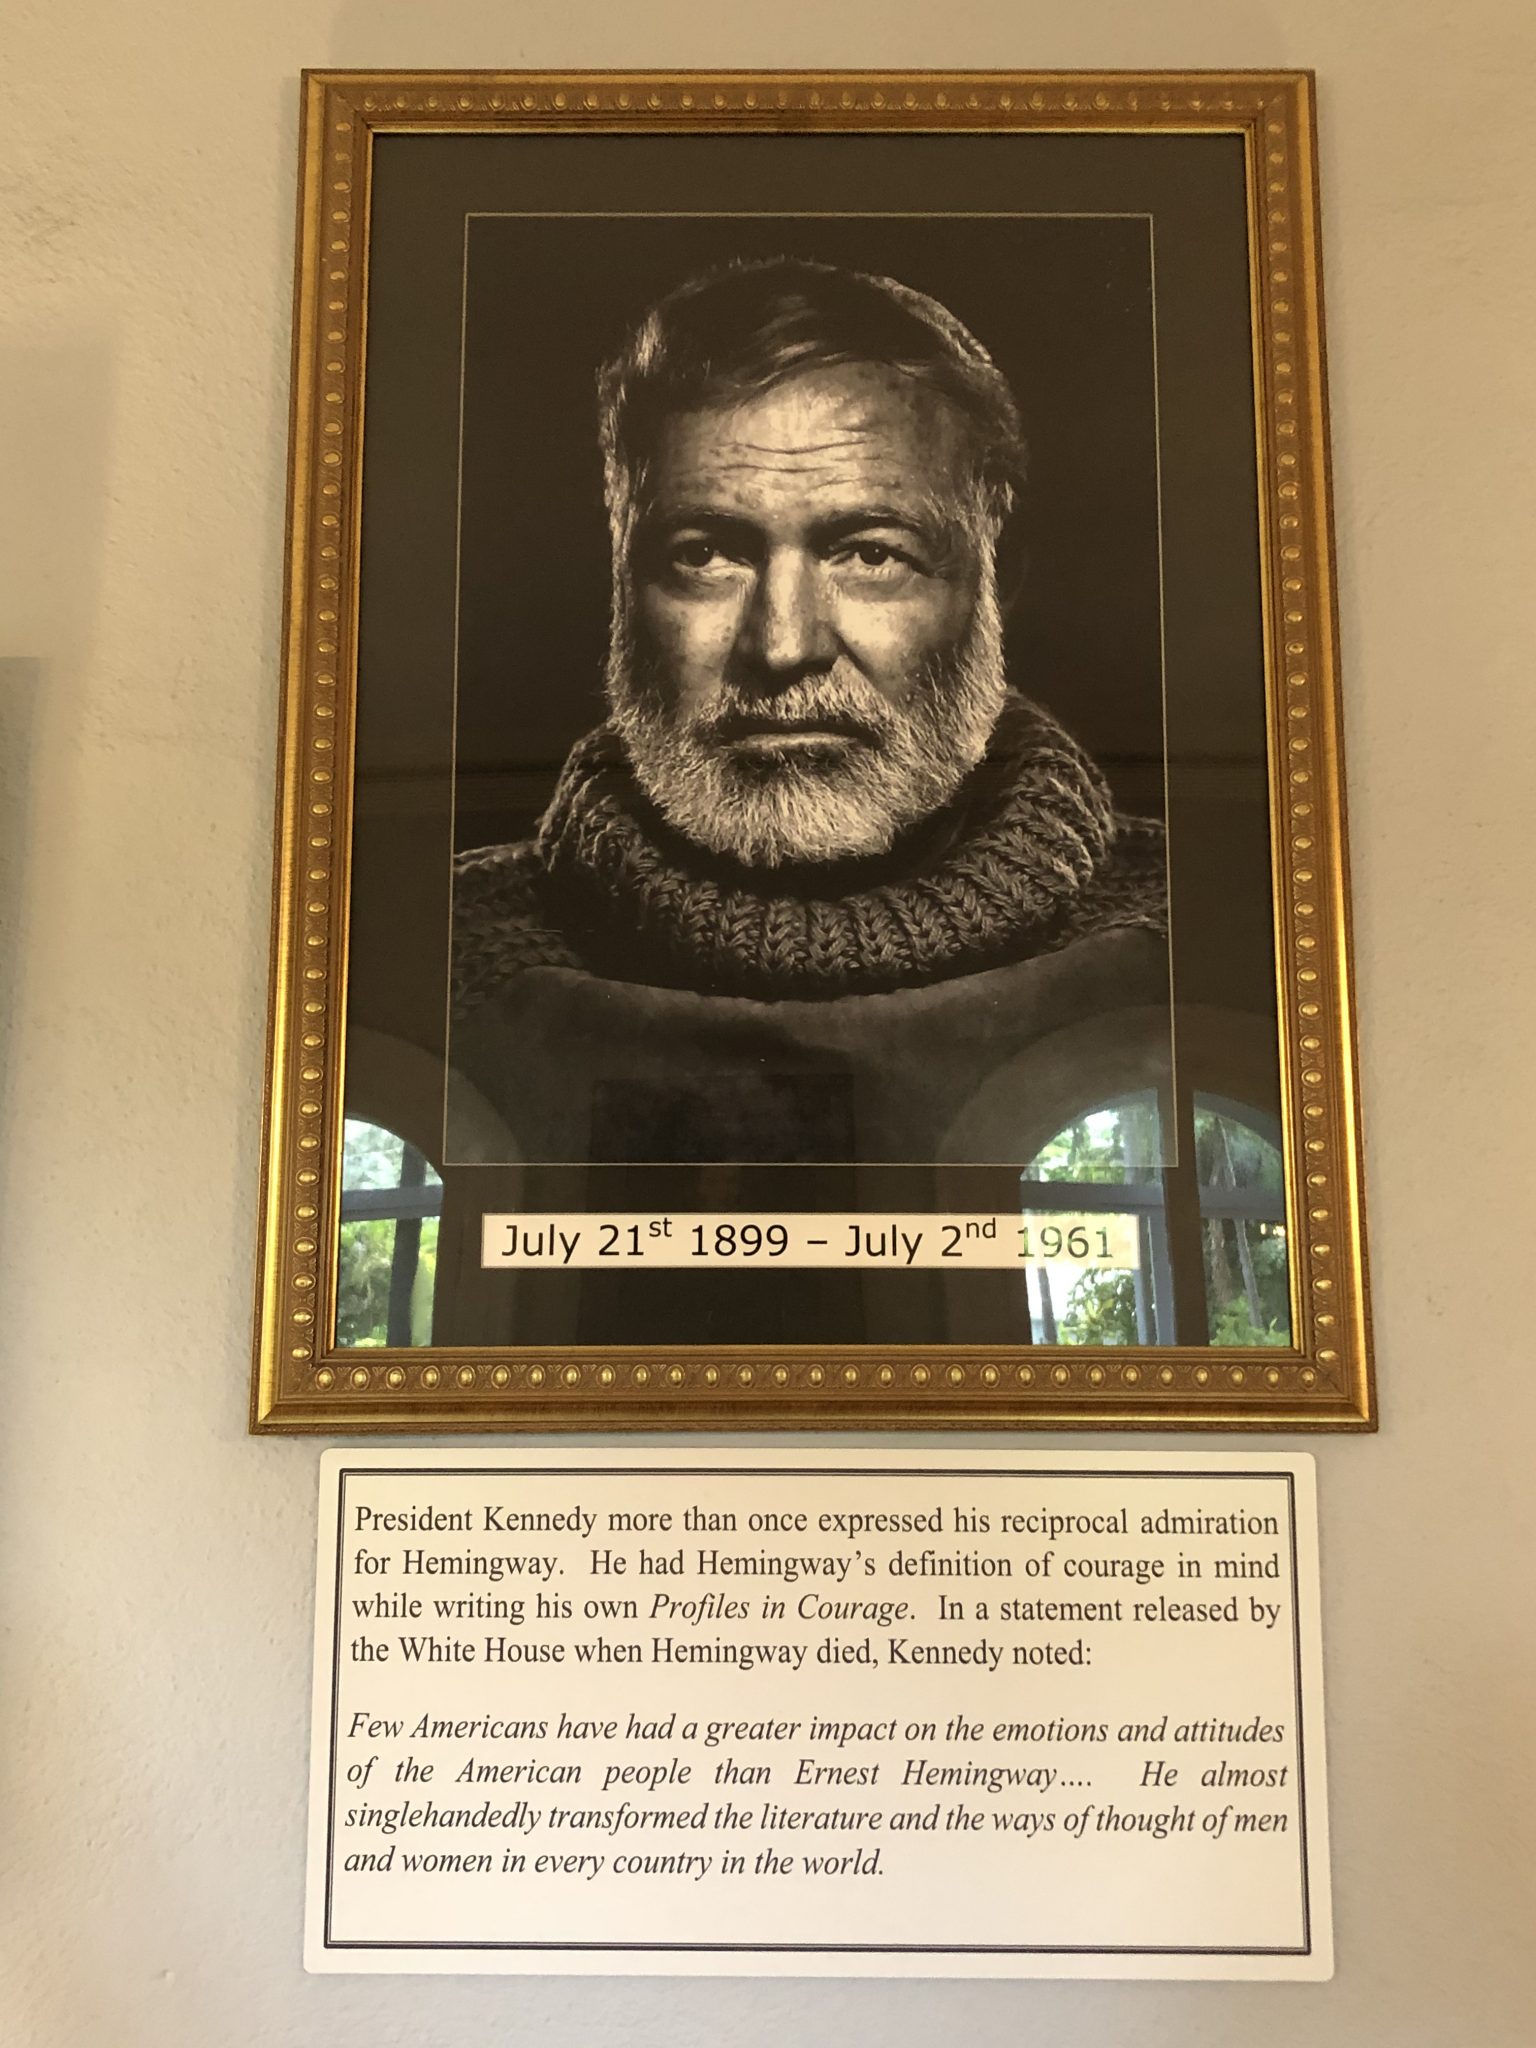 July 21st 1899 – July 2nd 1961
President Kennedy more than once expressed his reciprocal admiration
for Hemingway. He had Hemingway's definition of courage in mind
while writing his own Profiles in Courage. In a statement released by
the White House when Hemingway died, Kennedy noted:
Few Americans have had a greater impact on the emotions and attitudes
of the American people than Ernest Hemingway.... He almost
singlehandedly transformed the literature and the ways of thought of men
and women in every country in the world.